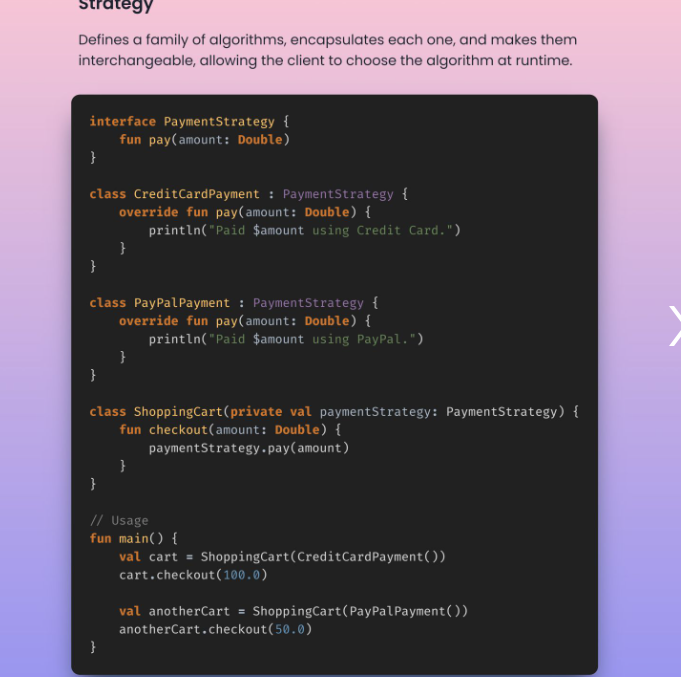 Strategy
Defines a family of algorithms, encapsulates each one, and makes them
interchangeable, allowing the client to choose the algorithm at runtime.
interface PaymentStrategy {
    fun pay(amount: Double)
}

class CreditCardPayment : PaymentStrategy {
    override fun pay(amount: Double) {
        println("Paid $amount using Credit Card.")
    }
}

class PayPalPayment : PaymentStrategy {
    override fun pay(amount: Double) {
        println("Paid $amount using PayPal.")
    }
}

class ShoppingCart(private val paymentStrategy: PaymentStrategy) {
    fun checkout(amount: Double) {
        paymentStrategy.pay(amount)
    }
}

// Usage
fun main() {
    val cart = ShoppingCart(CreditCardPayment())
    cart.checkout(100.0)

    val anotherCart = ShoppingCart(PayPalPayment())
    anotherCart.checkout(50.0)
}